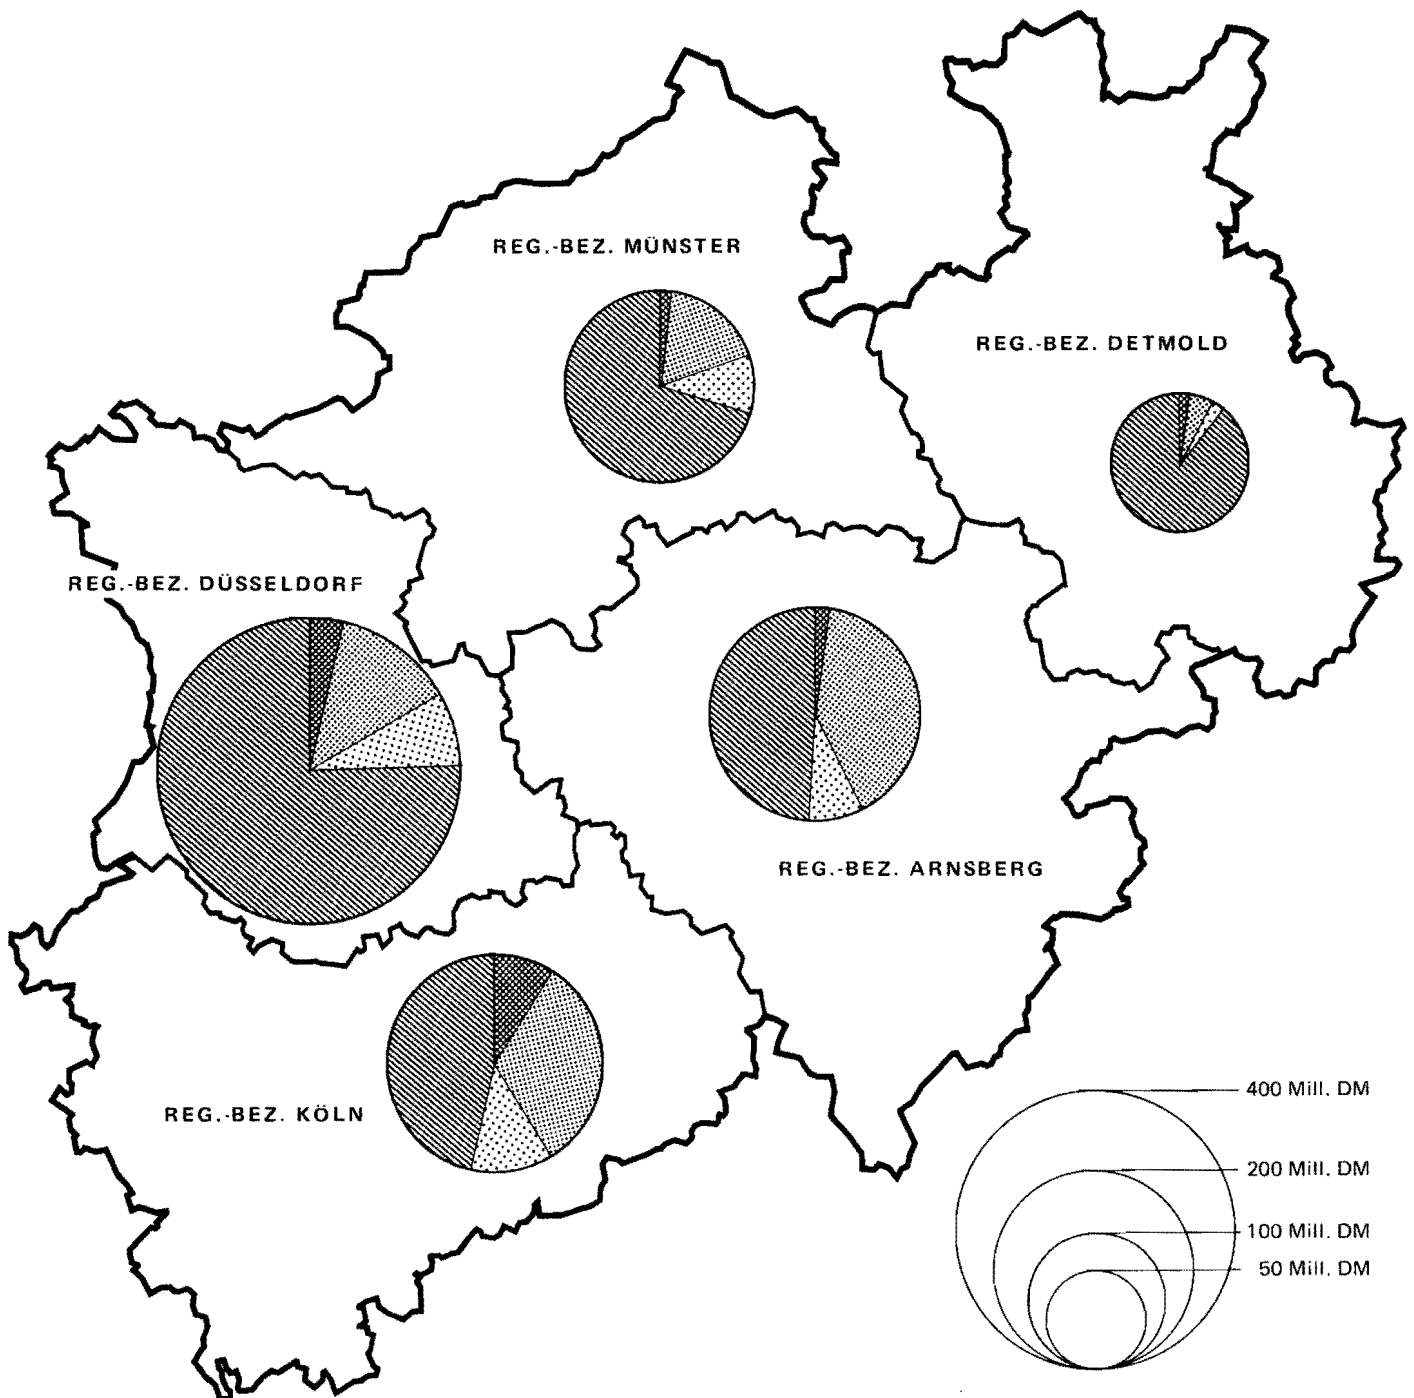 REG.-BEZ. MÜNSTER
REG.-BEZ. DETMOLD
REG.-BEZ. DÜSSELDORF
REG.-BEZ. ARNSBERG
REG.-BEZ. KÖLN
400 Mill. DM
200 Mill. DM
100 Mill. DM
50 Mill. DM